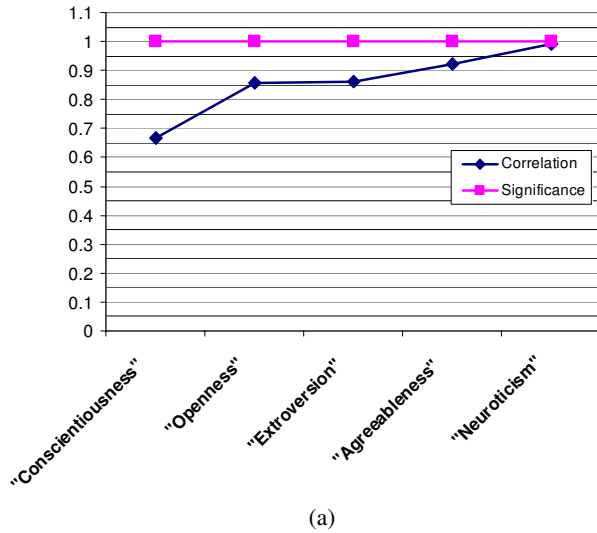 1.1
1
0.9
0.8
0.7
0.6
0.5
0.4
0.3
0.2
0.1
0
Correlation
Significance
"Conscientiousness"
"Openness"
"Extroversion"
"Agreeableness"
"Neuroticism"
(a)